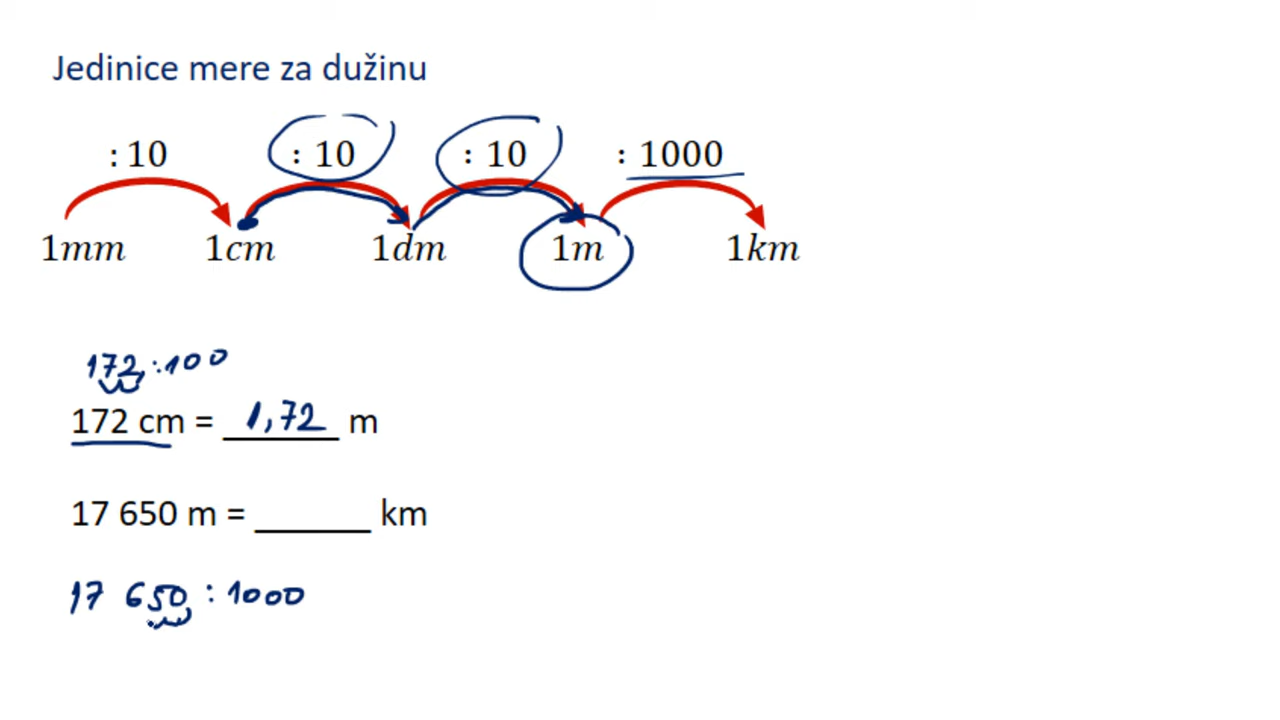 Jedinice mere za dužinu
: 10 : 10 : 10 : 1000
1mm 1cm 1dm 1m 1km
172, :100
172 cm = 1,72 m
17 650 m = ______ km
17 650, : 1000